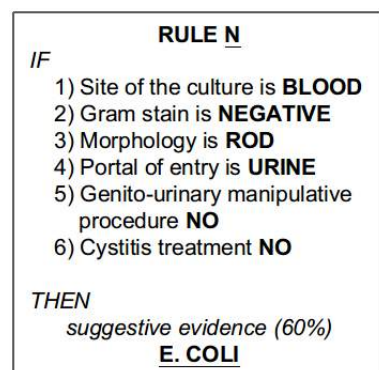 RULE N
IF
1) Site of the culture is BLOOD
2) Gram stain is NEGATIVE
3) Morphology is ROD
4) Portal of entry is URINE
5) Genito-urinary manipulative
procedure NO
6) Cystitis treatment NO
THEN
suggestive evidence (60%)
E. COLI